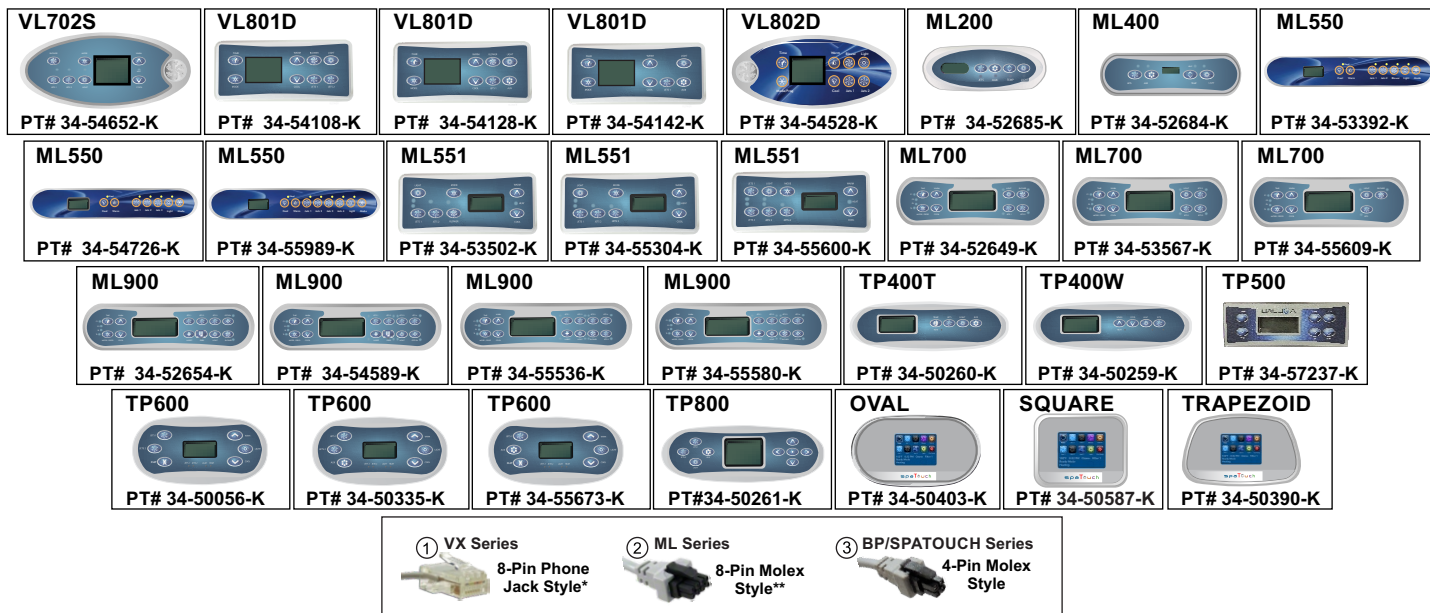 VL702S
PT# 34-54652-K
VL801D
PT# 34-54108-K
VL801D
PT# 34-54128-K
VL801D
PT# 34-54142-K
VL802D
PT# 34-54528-K
ML200
PT# 34-52685-K
ML400
PT# 34-52684-K
ML550
PT# 34-53392-K
ML550
PT# 34-54726-K
ML550
PT# 34-55989-K
ML551
PT# 34-53502-K
ML551
PT# 34-55304-K
ML551
PT# 34-55600-K
ML700
PT# 34-52649-K
ML700
PT# 34-53567-K
ML700
PT# 34-55609-K
ML900
PT# 34-52654-K
ML900
PT# 34-54589-K
ML900
PT# 34-55536-K
ML900
PT# 34-55580-K
TP400T
PT# 34-50260-K
TP400W
PT# 34-50259-K
TP500
PT# 34-57237-K
TP600
PT# 34-50056-K
TP600
PT# 34-50335-K
TP600
PT# 34-55673-K
TP800
PT#34-50261-K
OVAL
spaTouch
PT# 34-50403-K
SQUARE
spaTouch
PT# 34-50587-K
TRAPEZOID
spaTouch
PT# 34-50390-K
1 VX Series
8-Pin Phone
Jack Style*
2 ML Series
8-Pin Molex
Style**
3 BP/SPATOUCH Series
4-Pin Molex
Style